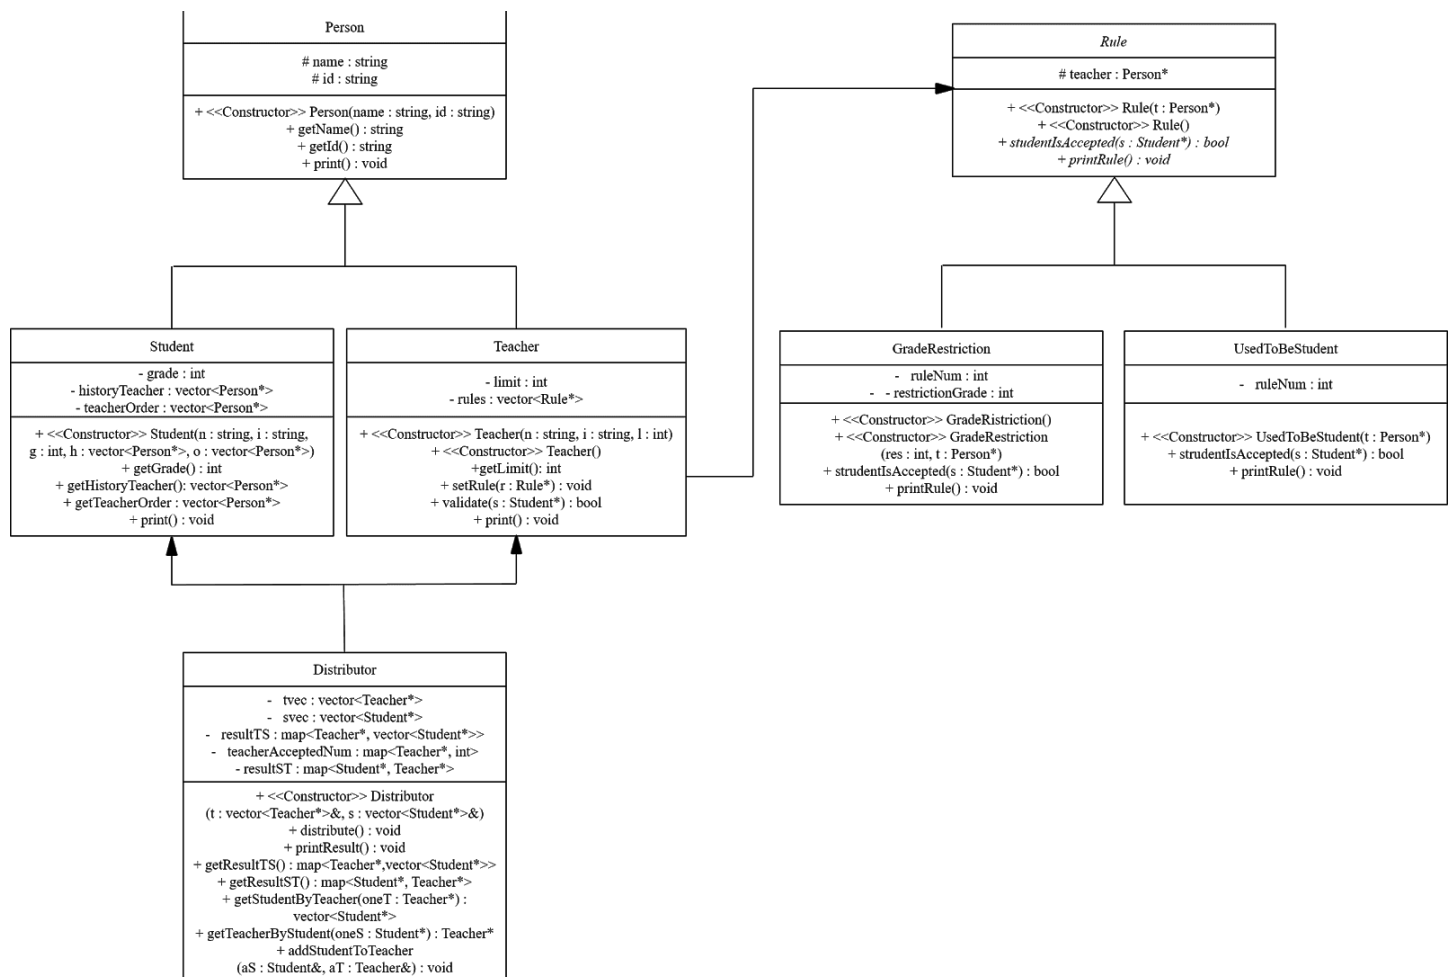 Person
# name : string
# id : string
+ <<Constructor>> Person(name : string, id : string)
+ getName() : string
+ getId() : string
+ print() : void
Rule
# teacher : Person*
+ <<Constructor>> Rule(t : Person*)
+ <<Constructor>> Rule()
+ studentIsAccepted(s : Student*) : bool
+ printRule() : void
Student
- grade : int
- historyTeacher : vector<Person*>
- teacherOrder : vector<Person*>
+ <<Constructor>> Student(n : string, i : string,
g : int, h : vector<Person*>, o : vector<Person*>)
+ getGrade() : int
+ getHistoryTeacher(): vector<Person*>
+ getTeacherOrder : vector<Person*>
+ print() : void
Teacher
- limit : int
- rules : vector<Rule*>
+ <<Constructor>> Teacher(n : string, i : string, l : int)
+ <<Constructor>> Teacher()
+getLimit(): int
+ setRule(r : Rule*) : void
+ validate(s : Student*) : bool
+ print() : void
GradeRestriction
- ruleNum : int
- - restrictionGrade : int
+ <<Constructor>> GradeRistriction()
+ <<Constructor>> GradeRestriction
(res : int, t : Person*)
+ strudentIsAccepted(s : Student*) : bool
+ printRule() : void
UsedToBeStudent
- ruleNum : int
+ <<Constructor>> UsedToBeStudent(t : Person*)
+ strudentIsAccepted(s : Student*) : bool
+ printRule() : void
Distributor
- tvec : vector<Teacher*>
- svec : vector<Student*>
- resultTS : map<Teacher*, vector<Student*>>
- teacherAcceptedNum : map<Teacher*, int>
- resultST : map<Student*, Teacher*>
+ <<Constructor>> Distributor
(t : vector<Teacher*>&, s : vector<Student*>&)
+ distribute() : void
+ printResult() : void
+ getResultTS() : map<Teacher*,vector<Student*>>
+ getResultST() : map<Student*, Teacher*>
+ getStudentByTeacher(oneT : Teacher*) :
vector<Student*>
+ getTeacherByStudent(oneS : Student*) : Teacher*
+ addStudentToTeacher
(aS : Student&, aT : Teacher&) : void